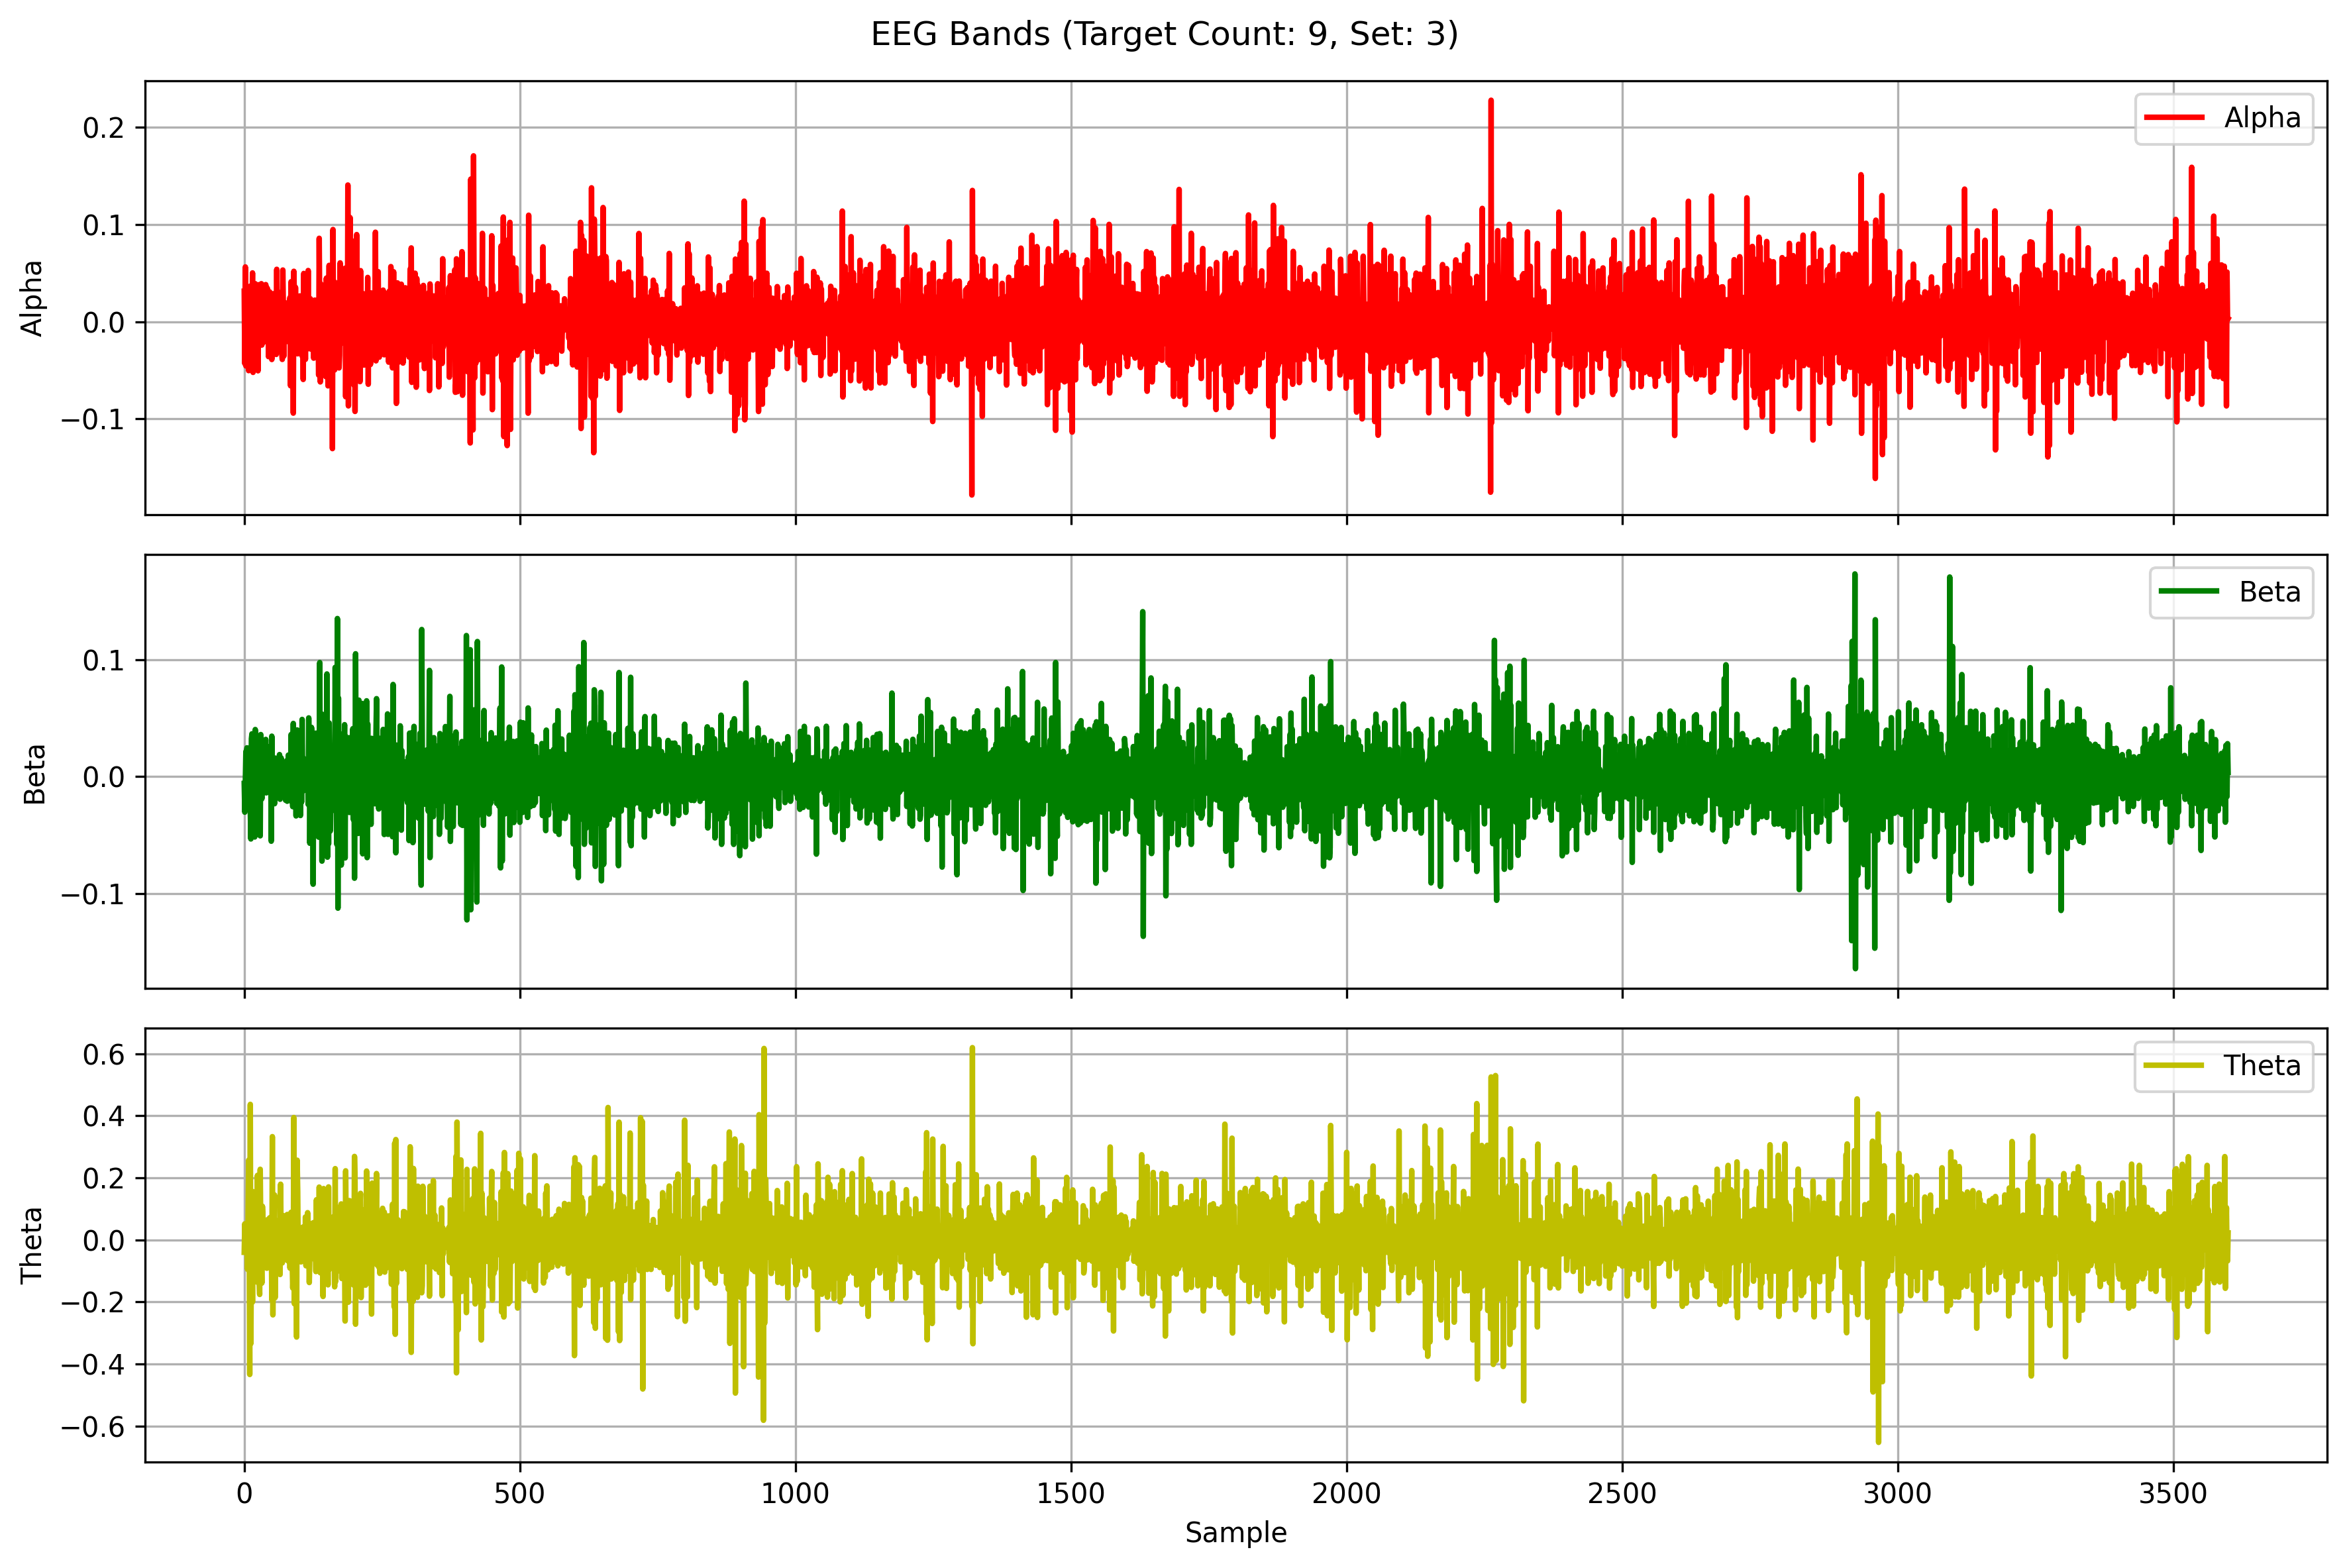 EEG Bands (Target Count: 9, Set: 3)
Alpha
0.2
0.1
0.0
−0.1
Alpha
Beta
0.1
0.0
−0.1
Beta
Theta
0.6
0.4
0.2
0.0
−0.2
−0.4
−0.6
Theta
0 500 1000 1500 2000 2500 3000 3500
Sample